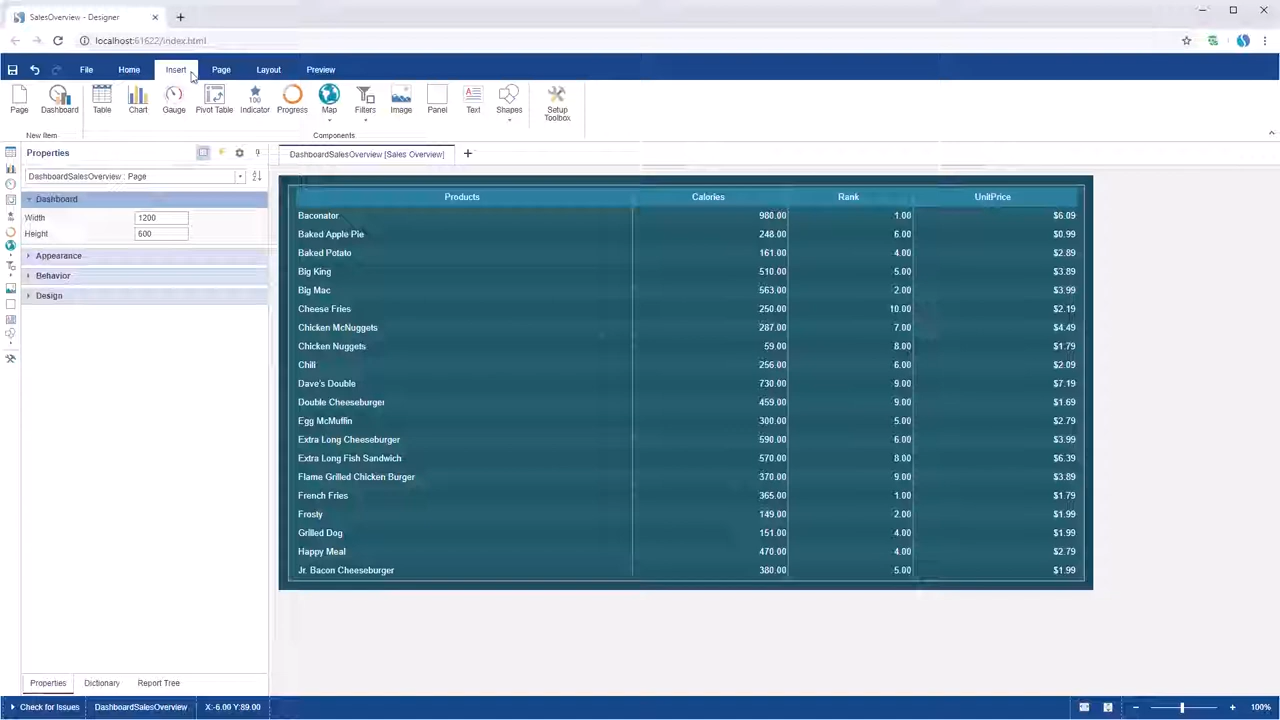 SalesOverview - Designer
localhost:61622/index.html
File Home Insert Page Layout Preview
Page Dashboard Table Chart Gauge Pivot Table 100 Indicator Progress Map Filters Image Panel Text Shapes Setup Toolbox
New Item Components
Properties
DashboardSalesOverview [Sales Overview]
DashboardSalesOverview : Page
Dashboard
Width 1200
Height 600
Appearance
Behavior
Design
Products Calories Rank UnitPrice
Baconator 980.00 1.00 $6.09
Baked Apple Pie 248.00 6.00 $0.99
Baked Potato 161.00 4.00 $2.89
Big King 510.00 5.00 $3.89
Big Mac 563.00 2.00 $3.99
Cheese Fries 250.00 10.00 $2.19
Chicken McNuggets 287.00 7.00 $4.49
Chicken Nuggets 59.00 8.00 $1.79
Chili 256.00 6.00 $2.09
Dave's Double 730.00 9.00 $7.19
Double Cheeseburger 459.00 9.00 $1.69
Egg McMuffin 300.00 5.00 $2.79
Extra Long Cheeseburger 590.00 6.00 $3.99
Extra Long Fish Sandwich 570.00 8.00 $6.39
Flame Grilled Chicken Burger 370.00 9.00 $3.89
French Fries 365.00 1.00 $1.79
Frosty 149.00 2.00 $1.99
Grilled Dog 151.00 4.00 $1.99
Happy Meal 470.00 4.00 $2.79
Jr. Bacon Cheeseburger 380.00 5.00 $1.99
Properties Dictionary Report Tree
Check for Issues DashboardSalesOverview X:-6.00 Y:89.00 100%